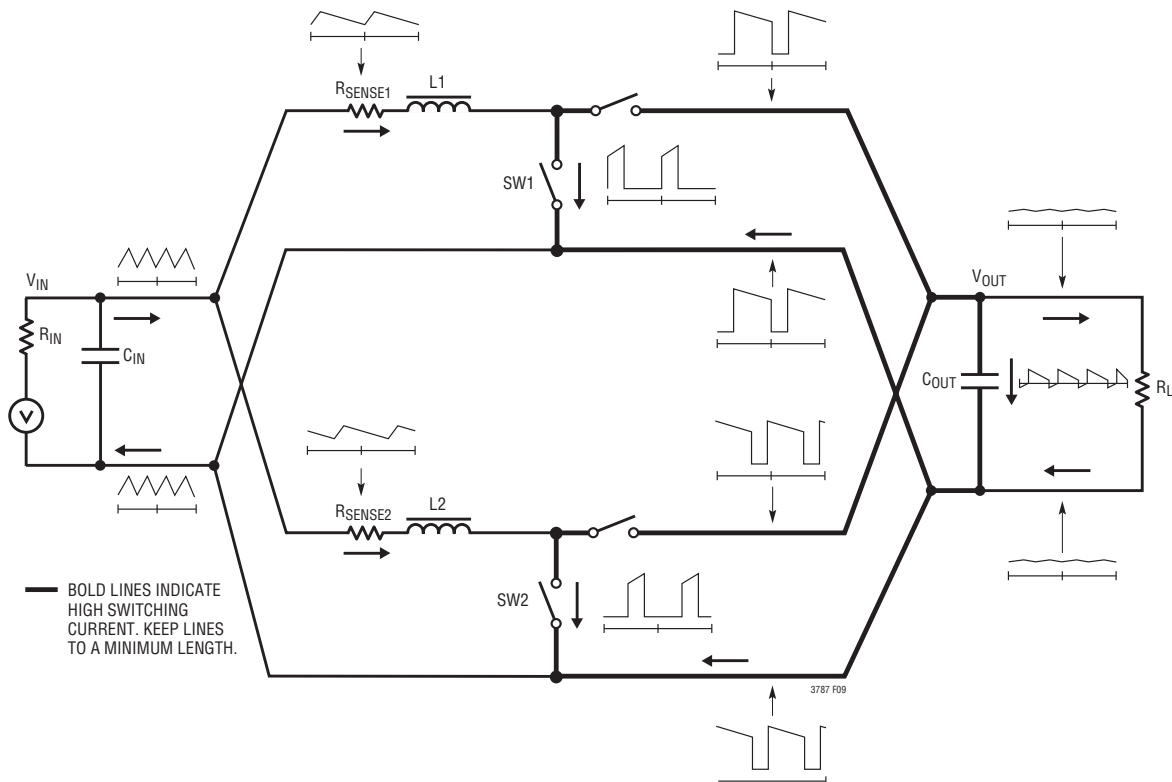 RSENSE1
L1
SW1
VIN
RIN
CIN
V
VOUT
COUT
RL
RSENSE2
L2
SW2
BOLD LINES INDICATE
HIGH SWITCHING
CURRENT. KEEP LINES
TO A MINIMUM LENGTH.
3787 F09